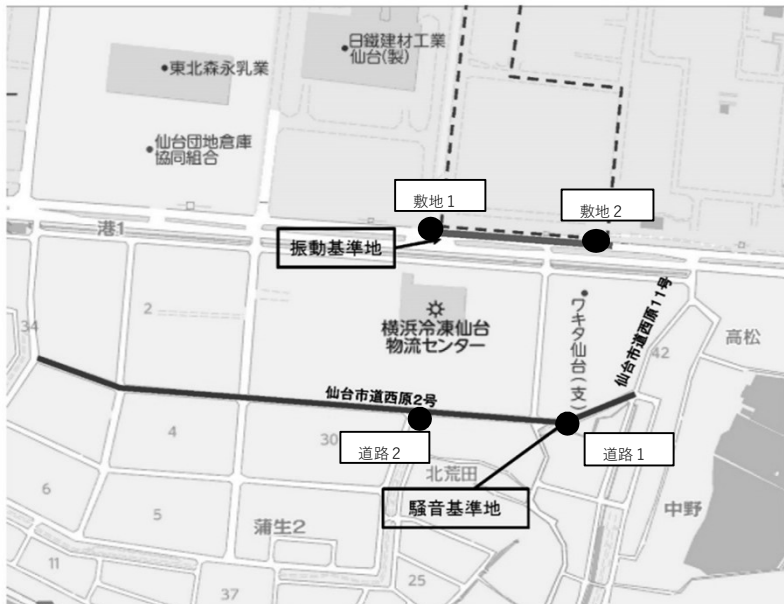 日鐵建材工業
仙台(製)
東北森永乳業
仙台団地倉庫
協同組合
敷地1
敷地2
港1
振動基準地
2
34
横浜冷凍仙台
物流センター
ワキタ仙台(支)
仙台市道西原11号
42
高松
仙台市道西原2号
4
30
道路2
道路1
北荒田
6
5
騒音基準地
中野
蒲生2
11
25
37